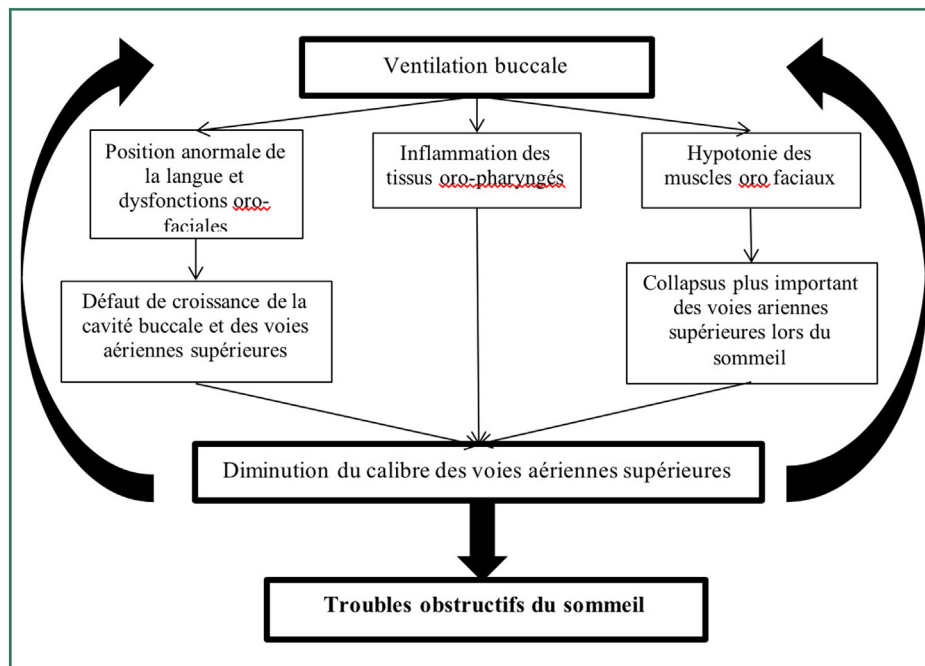 Ventilation buccale
Position anormale de
la langue et
dysfonctions oro-
faciales
Inflammation des
tissus oro-pharyngés
Hypotonie des
muscles oro faciaux
Défaut de croissance de la
cavité buccale et des voies
aériennes supérieures
Collapsus plus important
des voies ariennes
supérieures lors du
sommeil
Diminution du calibre des voies aériennes supérieures
Troubles obstructifs du sommeil